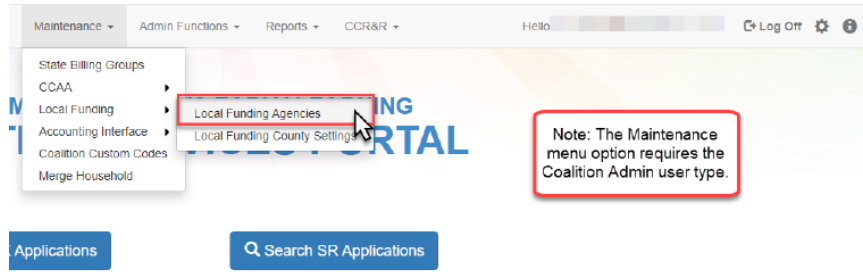 Maintenance Admin Functions Reports CCR&R Hello Log Off
State Billing Groups
CCAA
Local Funding
Accounting Interface
Coalition Custom Codes
Merge Household
Local Funding Agencies
Local Funding County Settings
Note: The Maintenance
menu option requires the
Coalition Admin user type.
Applications
Search SR Applications